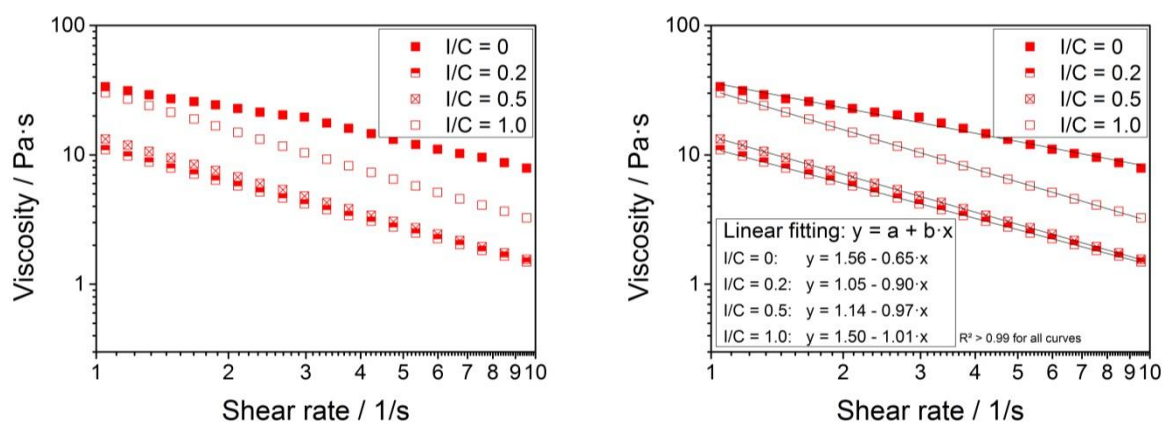 100
10
1
Viscosity / Pa·s
I/C = 0
I/C = 0.2
I/C = 0.5
I/C = 1.0
1 2 3 4 5 6 7 8 9 10
Shear rate / 1/s
100
10
1
Viscosity / Pa·s
I/C = 0
I/C = 0.2
I/C = 0.5
I/C = 1.0
Linear fitting: y = a + b·x
I/C = 0: y = 1.56 - 0.65·x
I/C = 0.2: y = 1.05 - 0.90·x
I/C = 0.5: y = 1.14 - 0.97·x
I/C = 1.0: y = 1.50 - 1.01·x
R² > 0.99 for all curves
1 2 3 4 5 6 7 8 9 10
Shear rate / 1/s